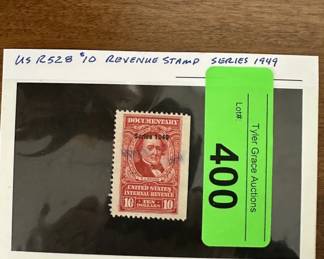 US R528 $10 REVENUE STAMP SERIES 1949
Tyler Grace Auctions
Lot#
400
DOCUMENTARY
Series 1949
UNITED STATES
INTERNAL REVENUE
10 TEN 10
DOLLARS